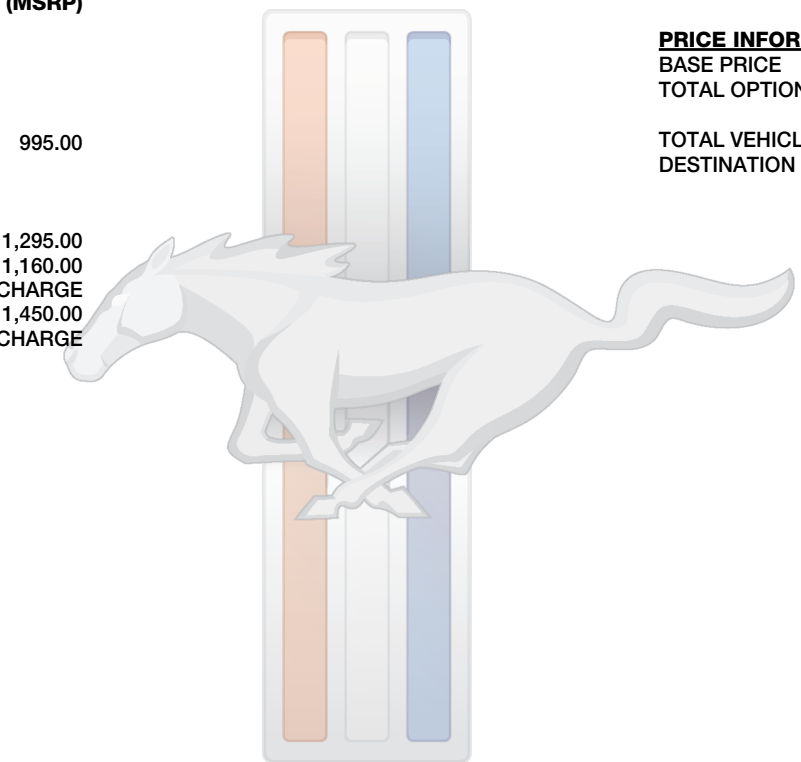 (MSRP)
995.00
1,295.00
1,160.00
CHARGE
1,450.00
CHARGE
PRICE INFOR
BASE PRICE
TOTAL OPTION
TOTAL VEHICL
DESTINATION